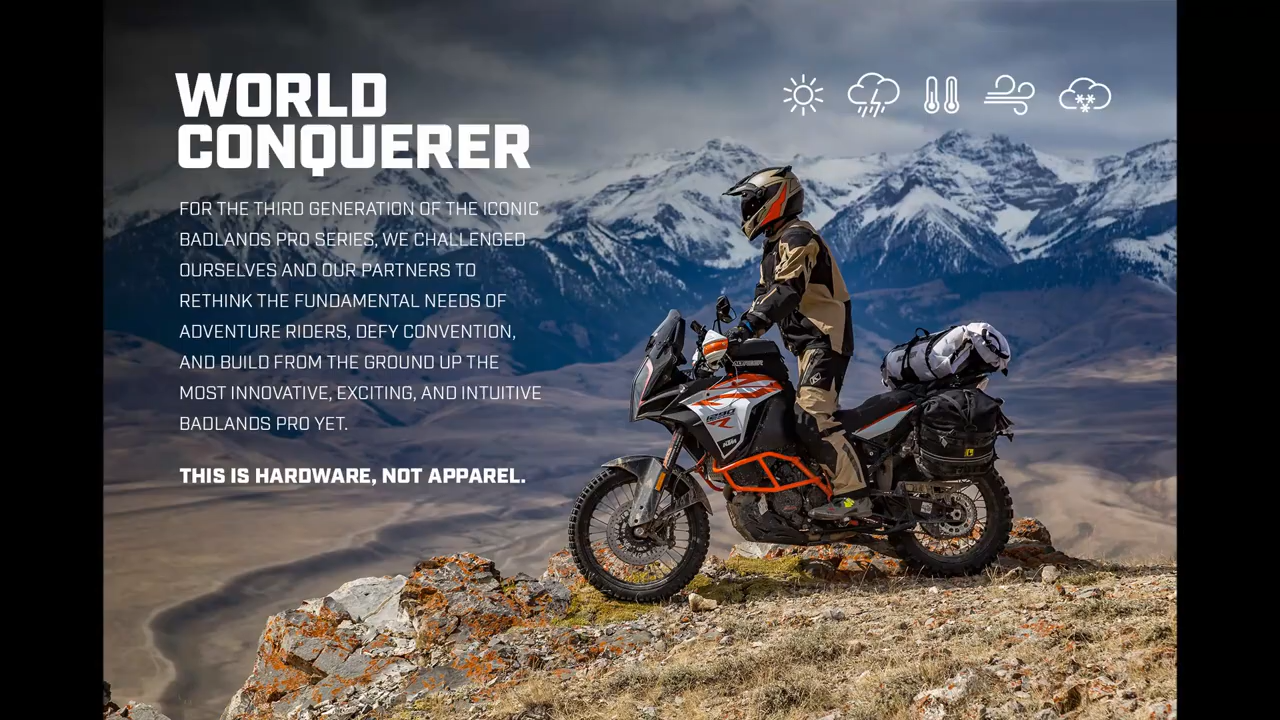 WORLD
CONQUERER
FOR THE THIRD GENERATION OF THE ICONIC
BADLANDS PRO SERIES, WE CHALLENGED
OURSELVES AND OUR PARTNERS TO
RETHINK THE FUNDAMENTAL NEEDS OF
ADVENTURE RIDERS, DEFY CONVENTION,
AND BUILD FROM THE GROUND UP THE
MOST INNOVATIVE, EXCITING, AND INTUITIVE
BADLANDS PRO YET.
THIS IS HARDWARE, NOT APPAREL.
1290
R
KTM